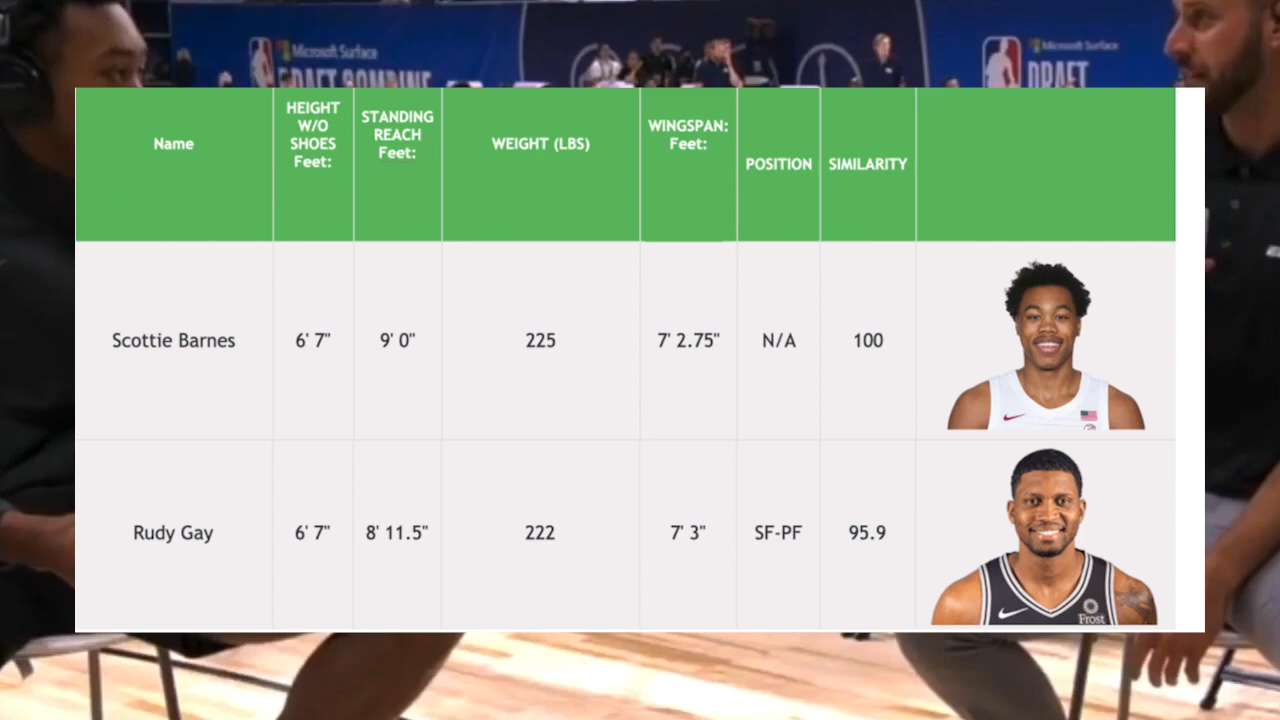 Microsoft Surface
DRAFT COMBINE
Microsoft Surface
DRAFT
Name
HEIGHT
W/O
SHOES
Feet:
STANDING
REACH
Feet:
WEIGHT (LBS)
WINGSPAN:
Feet:
POSITION
SIMILARITY
Scottie Barnes
6' 7"
9' 0"
225
7' 2.75"
N/A
100
Rudy Gay
6' 7"
8' 11.5"
222
7' 3"
SF-PF
95.9
Frost